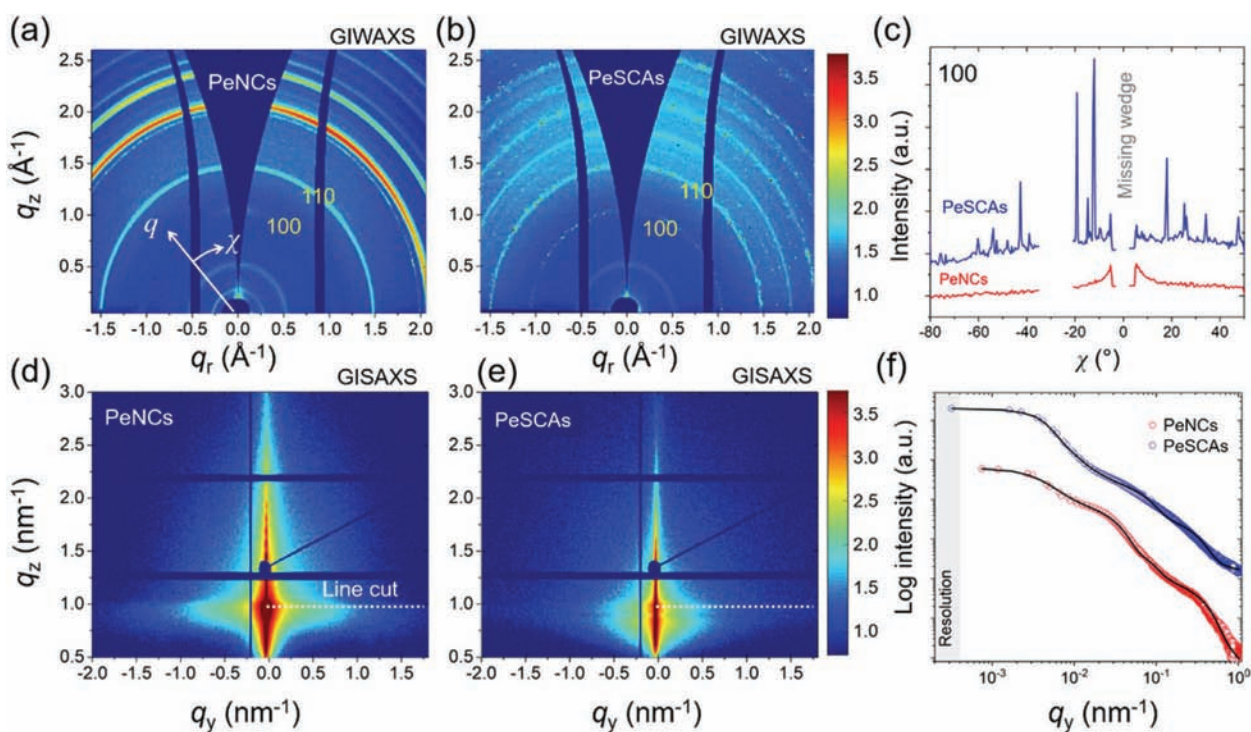 (a) GIWAXS
PeNCs
q_z (Å⁻¹)
2.5
2.0
1.5
1.0
0.5
110
100
q
χ
-1.5 -1.0 -0.5 0.0 0.5 1.0 1.5 2.0
q_r (Å⁻¹)
(b) GIWAXS
PeSCAs
2.5
2.0
1.5
1.0
0.5
110
100
-1.5 -1.0 -0.5 0.0 0.5 1.0 1.5 2.0
q_r (Å⁻¹)
3.5
3.0
2.5
2.0
1.5
1.0
(c)
100
Intensity (a.u.)
Missing wedge
PeSCAs
PeNCs
-80 -60 -40 -20 0 20 40
χ (°)
(d) GISAXS
PeNCs
q_z (nm⁻¹)
3.0
2.5
2.0
1.5
1.0
0.5
Line cut
-2.0 -1.5 -1.0 -0.5 0.0 0.5 1.0 1.5
q_y (nm⁻¹)
(e) GISAXS
PeSCAs
3.0
2.5
2.0
1.5
1.0
0.5
-2.0 -1.5 -1.0 -0.5 0.0 0.5 1.0 1.5
q_y (nm⁻¹)
3.5
3.0
2.5
2.0
1.5
1.0
(f)
Log intensity (a.u.)
PeNCs
PeSCAs
Resolution
10⁻³ 10⁻² 10⁻¹ 10⁰
q_y (nm⁻¹)